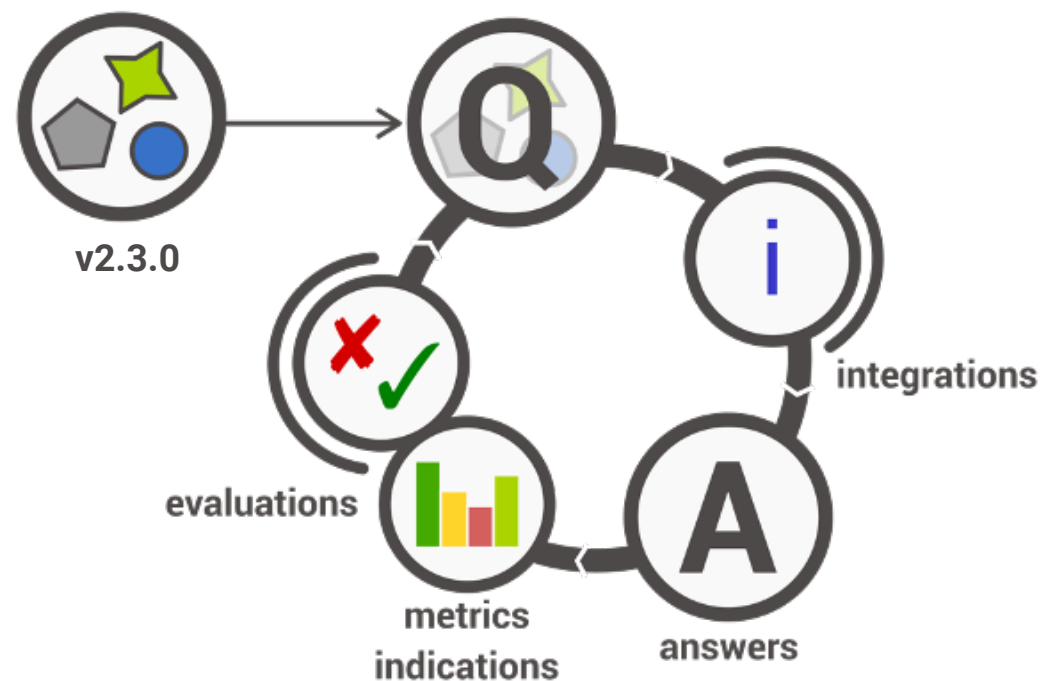 Q
v2.3.0
i
integrations
evaluations
A
metrics
indications
answers